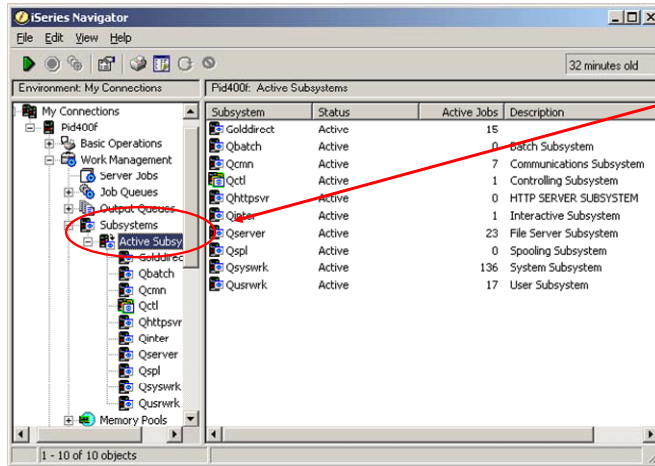 iSeries Navigator
File Edit View Help
32 minutes old
Environment: My Connections
Pid400f: Active Subsystems
My Connections
Pid400f
Basic Operations
Work Management
Server Jobs
Job Queues
Output Queues
Subsystems
Active Subsy
Golddirec
Qbatch
Qcmn
Qctl
Qhttpsvr
Qinter
Qserver
Qspl
Qsyswrk
Qusrwrk
Memory Pools
Subsystem Status Active Jobs Description
Golddirect Active 15
Qbatch Active 0 Batch Subsystem
Qcmn Active 7 Communications Subsystem
Qctl Active 1 Controlling Subsystem
Qhttpsvr Active 0 HTTP SERVER SUBSYSTEM
Qinter Active 1 Interactive Subsystem
Qserver Active 23 File Server Subsystem
Qspl Active 0 Spooling Subsystem
Qsyswrk Active 136 System Subsystem
Qusrwrk Active 17 User Subsystem
1 - 10 of 10 objects